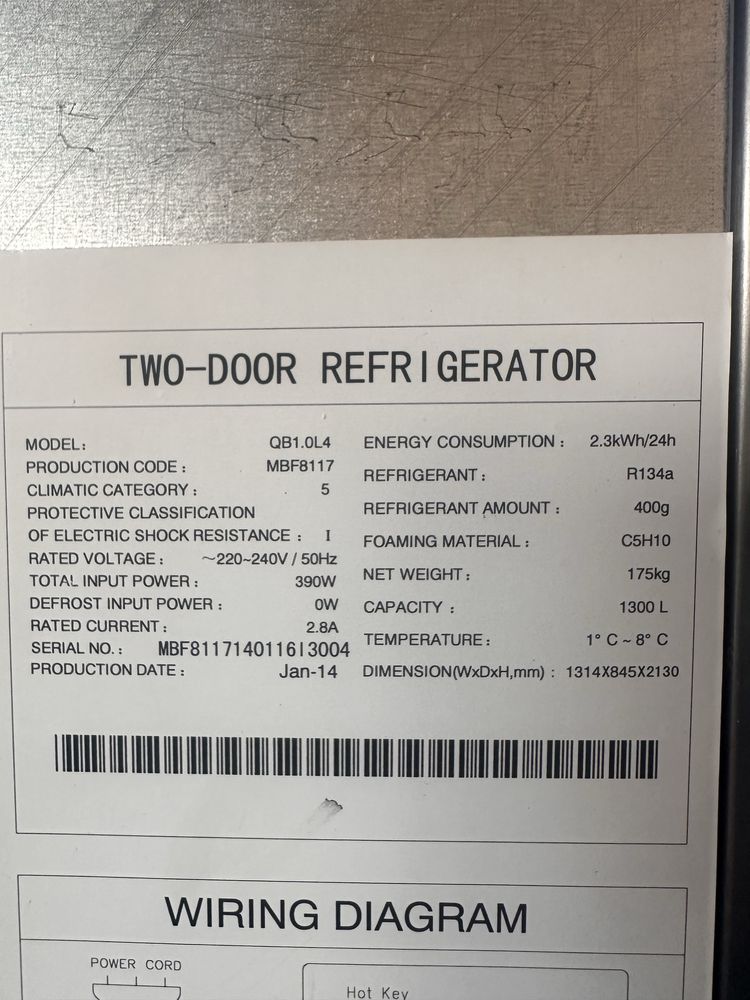 TWO-DOOR REFRIGERATOR
MODEL: QB1.0L4
PRODUCTION CODE: MBF8117
CLIMATIC CATEGORY: 5
PROTECTIVE CLASSIFICATION
OF ELECTRIC SHOCK RESISTANCE: I
RATED VOLTAGE: ~220~240V / 50Hz
TOTAL INPUT POWER: 390W
DEFROST INPUT POWER: 0W
RATED CURRENT: 2.8A
SERIAL NO.: MBF8117140116I3004
PRODUCTION DATE: Jan-14
ENERGY CONSUMPTION: 2.3kWh/24h
REFRIGERANT: R134a
REFRIGERANT AMOUNT: 400g
FOAMING MATERIAL: C5H10
NET WEIGHT: 175kg
CAPACITY: 1300 L
TEMPERATURE: 1° C ~ 8° C
DIMENSION(WxDxH,mm): 1314X845X2130
WIRING DIAGRAM
POWER CORD
Hot Key